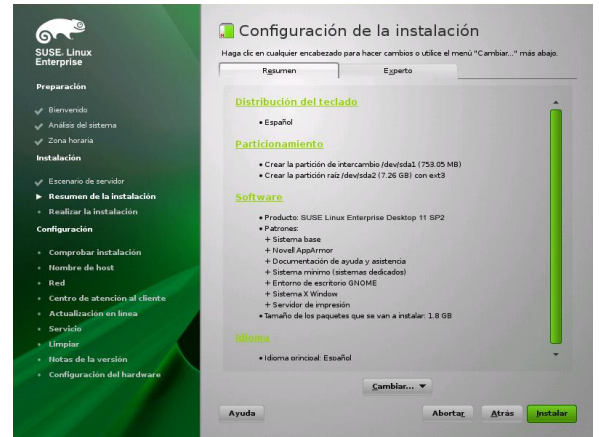 SUSE. Linux
Enterprise
Preparación
Bienvenido
Análisis del sistema
Zona horaria
Instalación
Escenario de servidor
Resumen de la instalación
Realizar la instalación
Configuración
Comprobar instalación
Nombre de host
Red
Centro de atención al cliente
Actualización en línea
Servicio
Limpiar
Notas de la versión
Configuración del hardware
Configuración de la instalación
Haga clic en cualquier encabezado para hacer cambios o utilice el menú "Cambiar..." más abajo.
Resumen
Experto
Distribución del teclado
• Español
Particionamiento
• Crear la partición de intercambio /dev/sda1 (753.05 MB)
• Crear la partición raíz /dev/sda2 (7.26 GB) con ext3
Software
• Producto: SUSE Linux Enterprise Desktop 11 SP2
• Patrones:
+ Sistema base
+ Novell AppArmor
+ Documentación de ayuda y asistencia
+ Sistema mínimo (sistemas dedicados)
+ Entorno de escritorio GNOME
+ Sistema X Window
+ Servidor de impresión
• Tamaño de los paquetes que se van a instalar: 1.8 GB
Idioma
• Idioma principal: Español
Cambiar...
Ayuda
Abortar
Atrás
Instalar